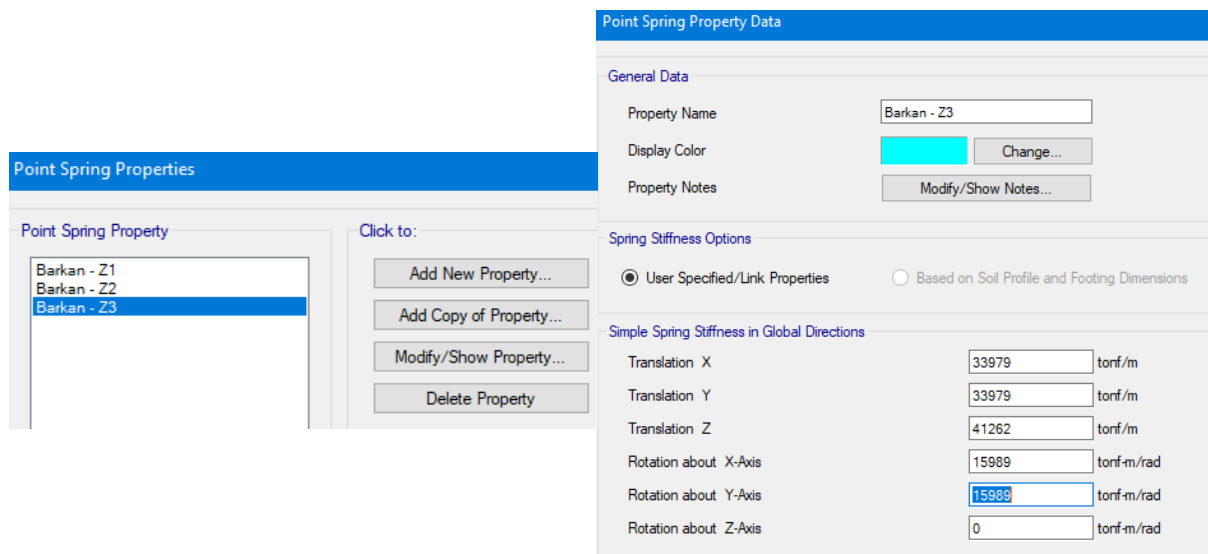 Point Spring Properties
Point Spring Property
Barkan - Z1
Barkan - Z2
Barkan - Z3
Click to:
Add New Property...
Add Copy of Property...
Modify/Show Property...
Delete Property
Point Spring Property Data
General Data
Property Name Barkan - Z3
Display Color Change...
Property Notes Modify/Show Notes...
Spring Stiffness Options
User Specified/Link Properties Based on Soil Profile and Footing Dimensions
Simple Spring Stiffness in Global Directions
Translation X 33979 tonf/m
Translation Y 33979 tonf/m
Translation Z 41262 tonf/m
Rotation about X-Axis 15989 tonf-m/rad
Rotation about Y-Axis 15989 tonf-m/rad
Rotation about Z-Axis 0 tonf-m/rad